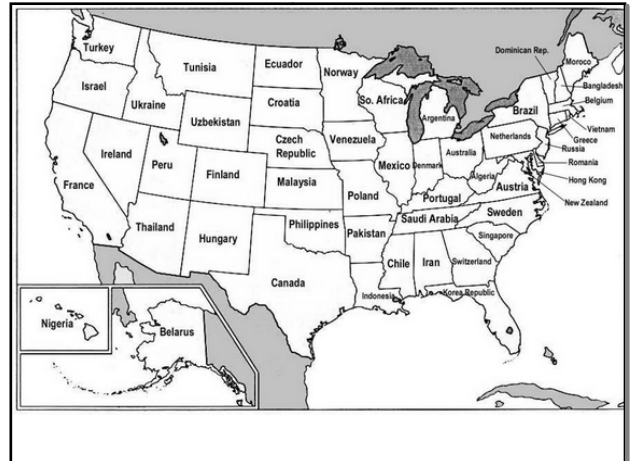 Turkey
Tunisia
Ecuador
Norway
Dominican Rep.
Moroco
Bangladesh
Belgium
Israel
Ukraine
Croatia
So. Africa
Argentina
Brazil
Vietnam
Greece
Russia
Uzbekistan
Czech
Republic
Venezuela
Netherlands
Romania
Ireland
Peru
Finland
Malaysia
Mexico
Denmark
Australia
Algeria
Hong Kong
New Zealand
France
Poland
Portugal
Austria
Thailand
Hungary
Philippines
Pakistan
Saudi Arabia
Sweden
Singapore
Canada
Chile
Iran
Switzerland
Indonesia
Korea Republic
Nigeria
Belarus